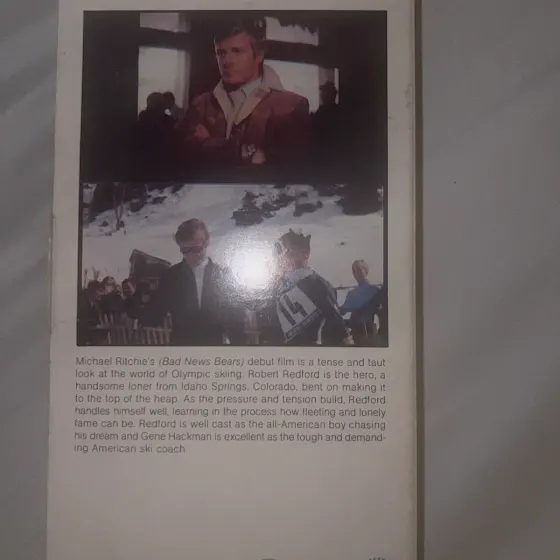 14
Michael Ritchie's (Bad News Bears) debut film is a tense and taut
look at the world of Olympic skiing. Robert Redford is the hero, a
handsome loner from Idaho Springs, Colorado, bent on making it
to the top of the heap. As the pressure and tension build, Redford
handles himself well, learning in the process how fleeting and lonely
fame can be. Redford is well cast as the all-American boy chasing
his dream and Gene Hackman is excellent as the tough and demand-
ing American ski coach.